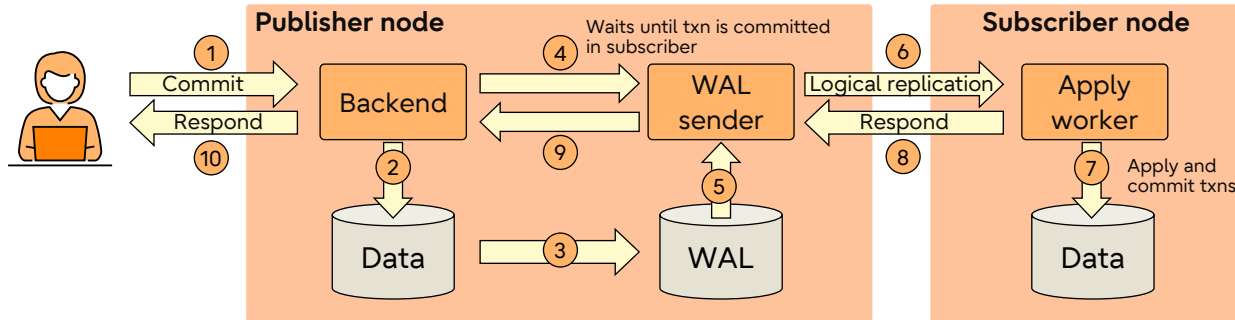 Publisher node
Subscriber node
1
4
Waits until txn is committed
in subscriber
6
Commit
Backend
WAL
sender
Logical replication
Apply
worker
Respond
Respond
10
2
9
8
5
7
Apply and
commit txns
Data
3
WAL
Data